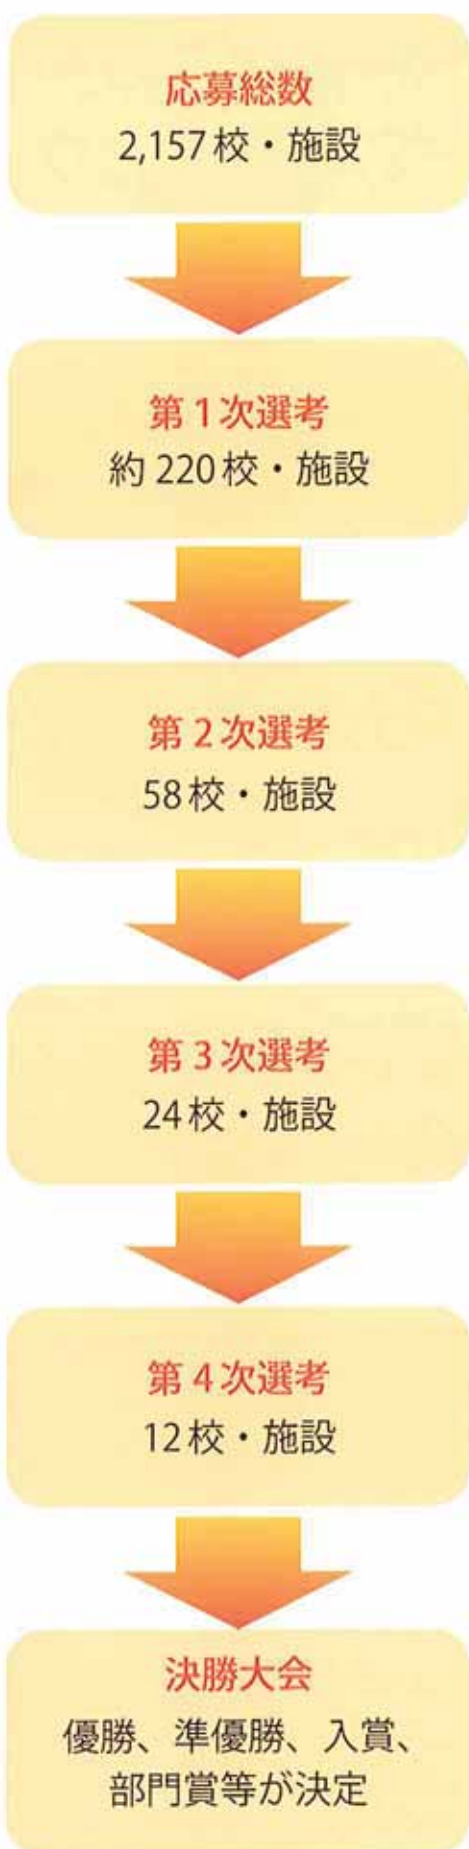 応募総数
2,157校・施設
第1次選考
約220校・施設
第2次選考
58校・施設
第3次選考
24校・施設
第4次選考
12校・施設
決勝大会
優勝、準優勝、入賞、
部門賞等が決定